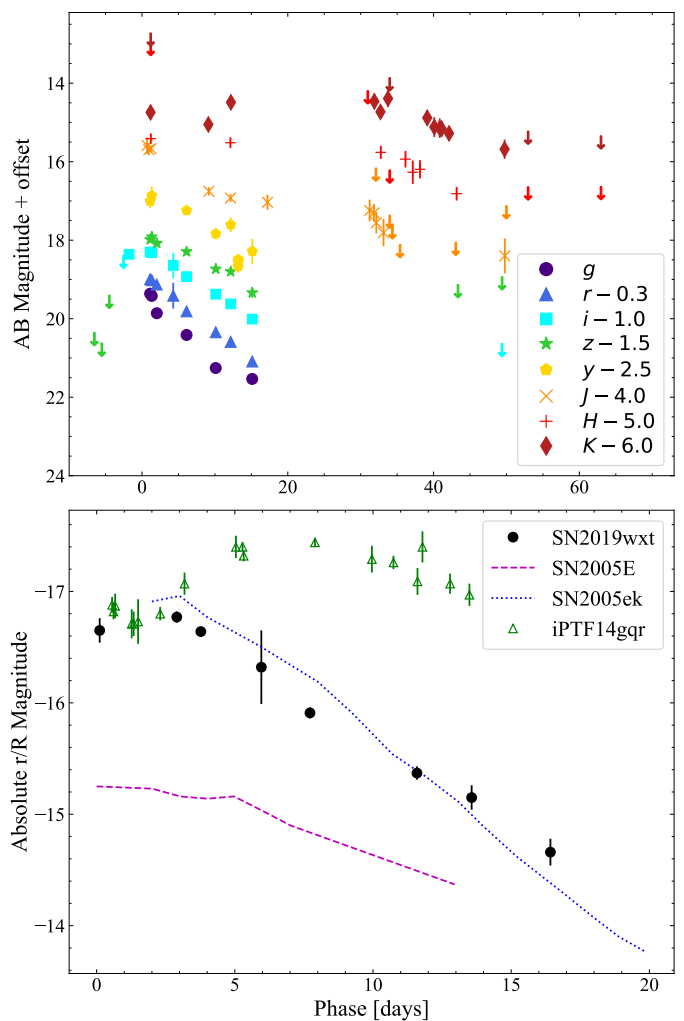 14
16
18
20
22
24
AB Magnitude + offset
g
r − 0.3
i − 1.0
z − 1.5
y − 2.5
J − 4.0
H − 5.0
K − 6.0
0 20 40 60
−17
−16
−15
−14
Absolute r/R Magnitude
SN2019wxt
SN2005E
SN2005ek
iPTF14gqr
0 5 10 15 20
Phase [days]